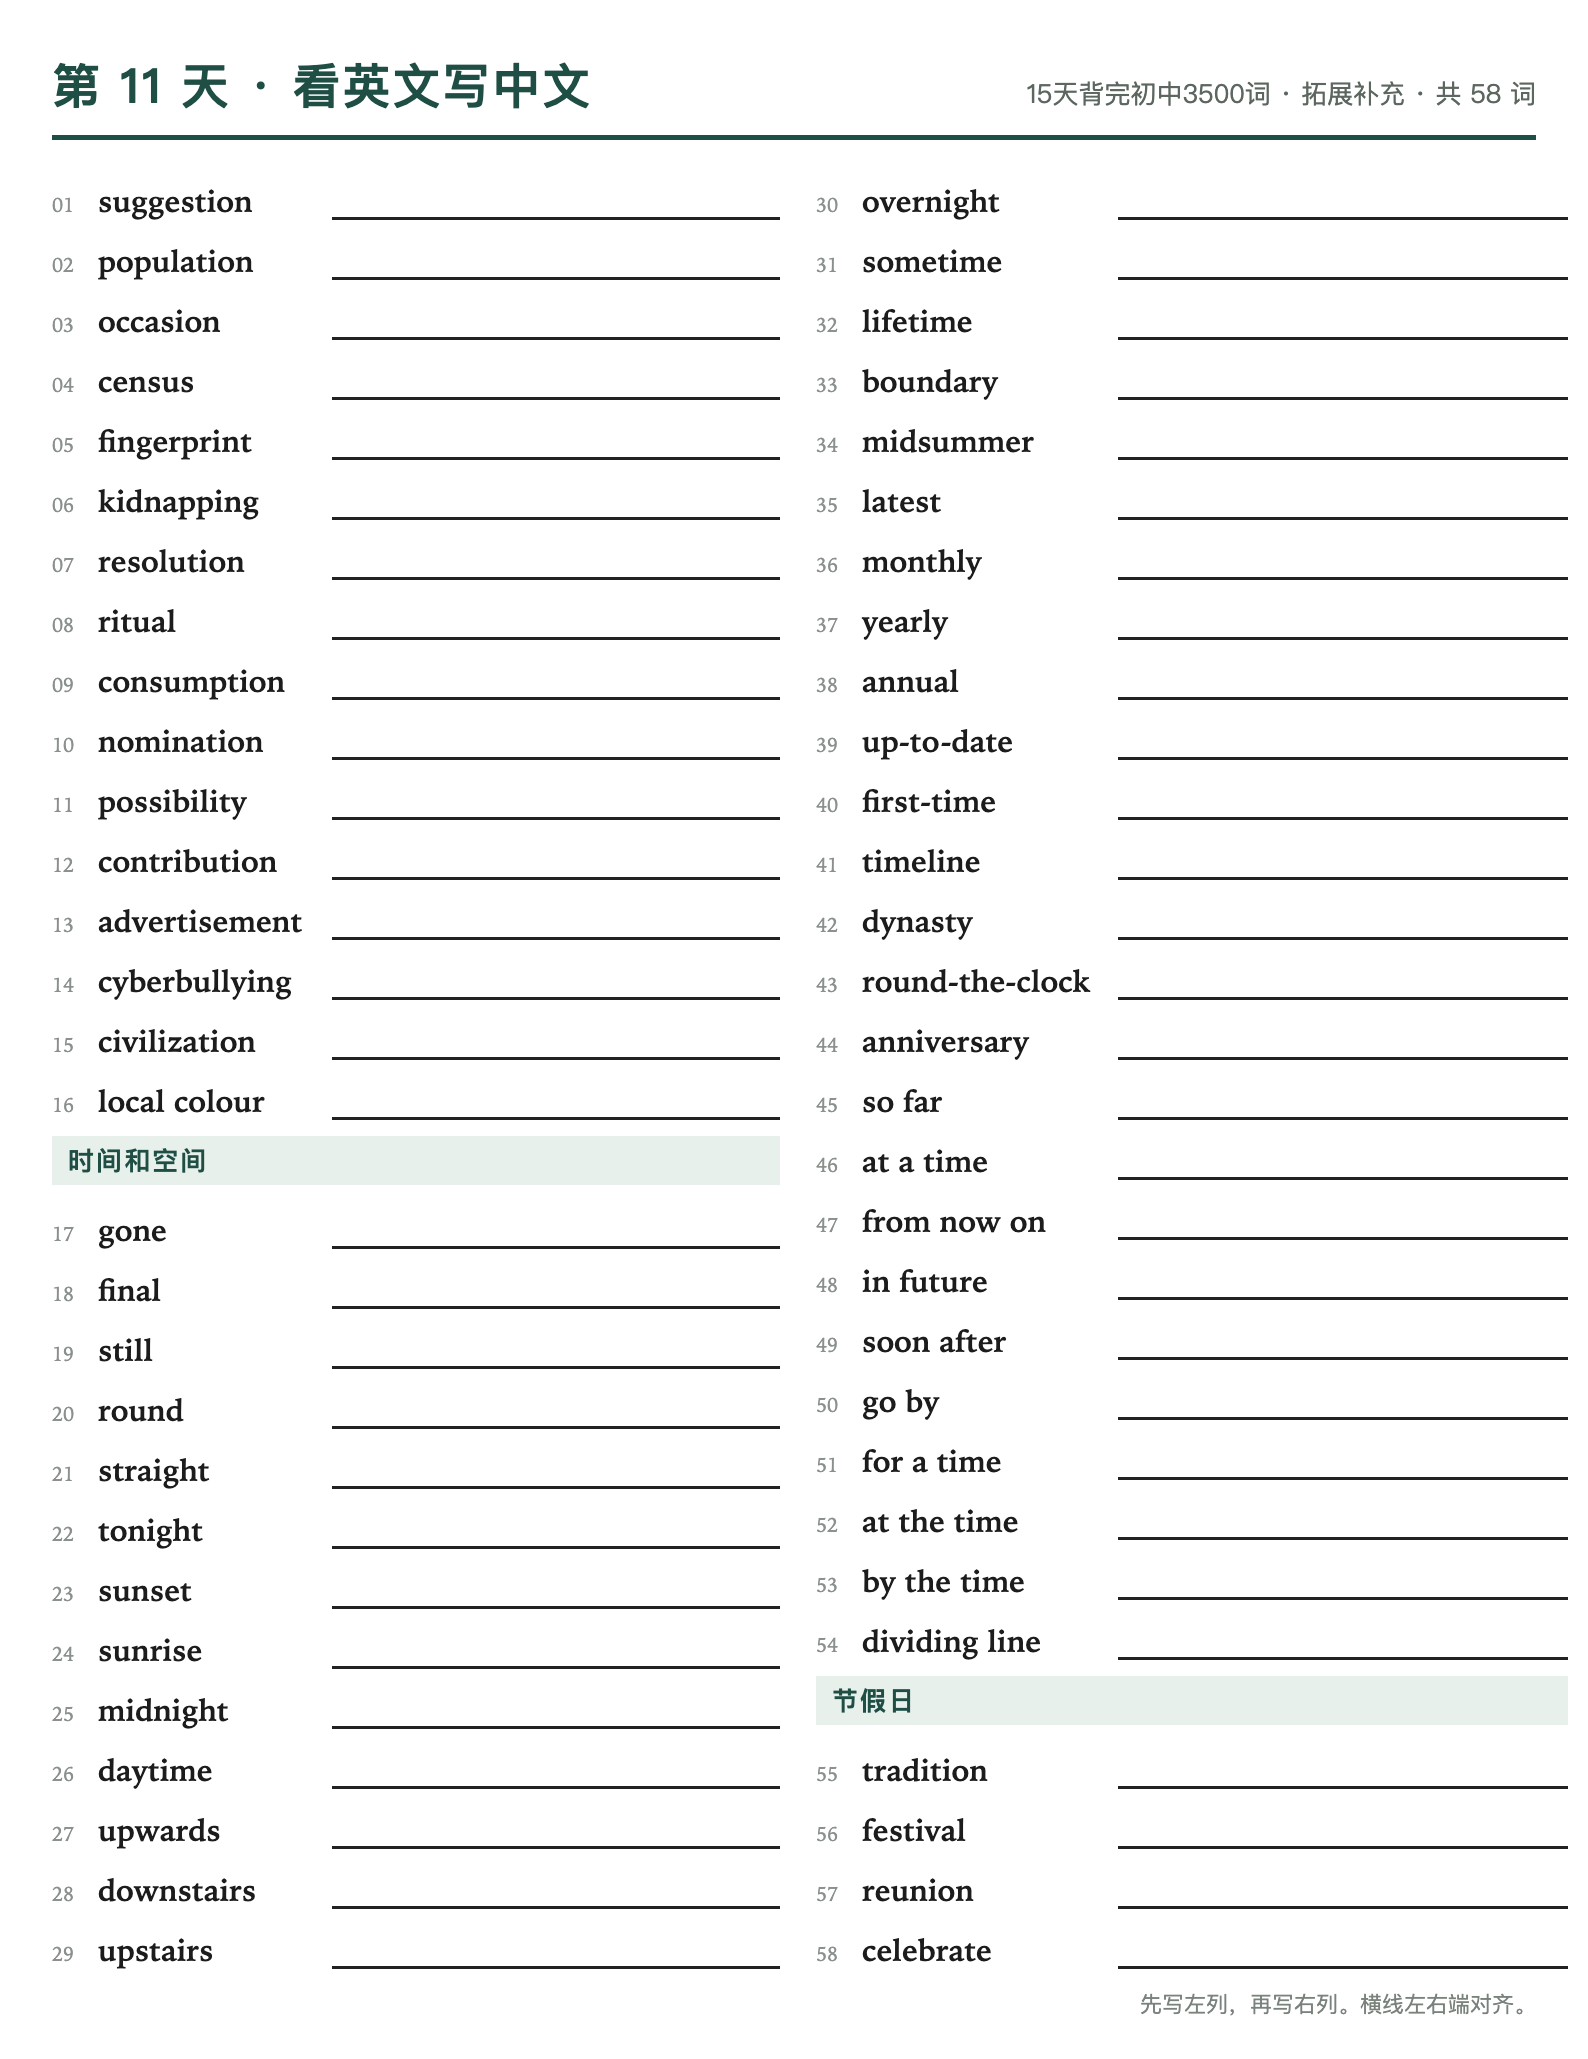 第 11 天 · 看英文写中文
15天背完初中3500词 · 拓展补充 · 共 58 词
01 suggestion
02 population
03 occasion
04 census
05 fingerprint
06 kidnapping
07 resolution
08 ritual
09 consumption
10 nomination
11 possibility
12 contribution
13 advertisement
14 cyberbullying
15 civilization
16 local colour
时间和空间
17 gone
18 final
19 still
20 round
21 straight
22 tonight
23 sunset
24 sunrise
25 midnight
26 daytime
27 upwards
28 downstairs
29 upstairs
30 overnight
31 sometime
32 lifetime
33 boundary
34 midsummer
35 latest
36 monthly
37 yearly
38 annual
39 up-to-date
40 first-time
41 timeline
42 dynasty
43 round-the-clock
44 anniversary
45 so far
46 at a time
47 from now on
48 in future
49 soon after
50 go by
51 for a time
52 at the time
53 by the time
54 dividing line
节假日
55 tradition
56 festival
57 reunion
58 celebrate
先写左列，再写右列。横线左右端对齐。